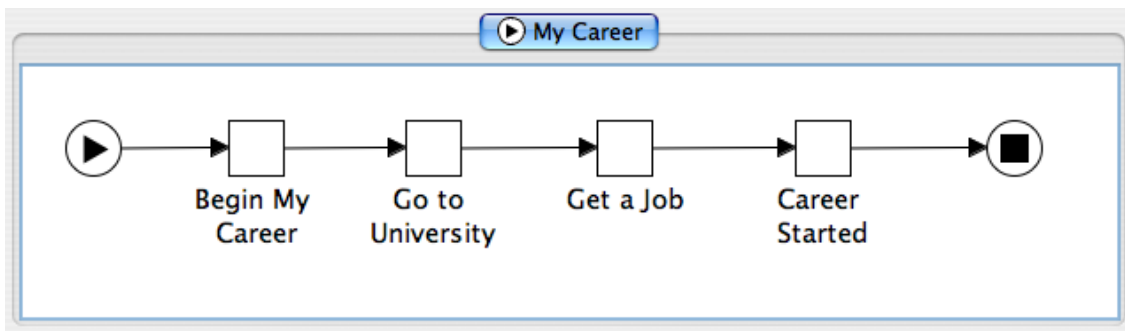 My Career
Begin My
Career
Go to
University
Get a Job
Career
Started